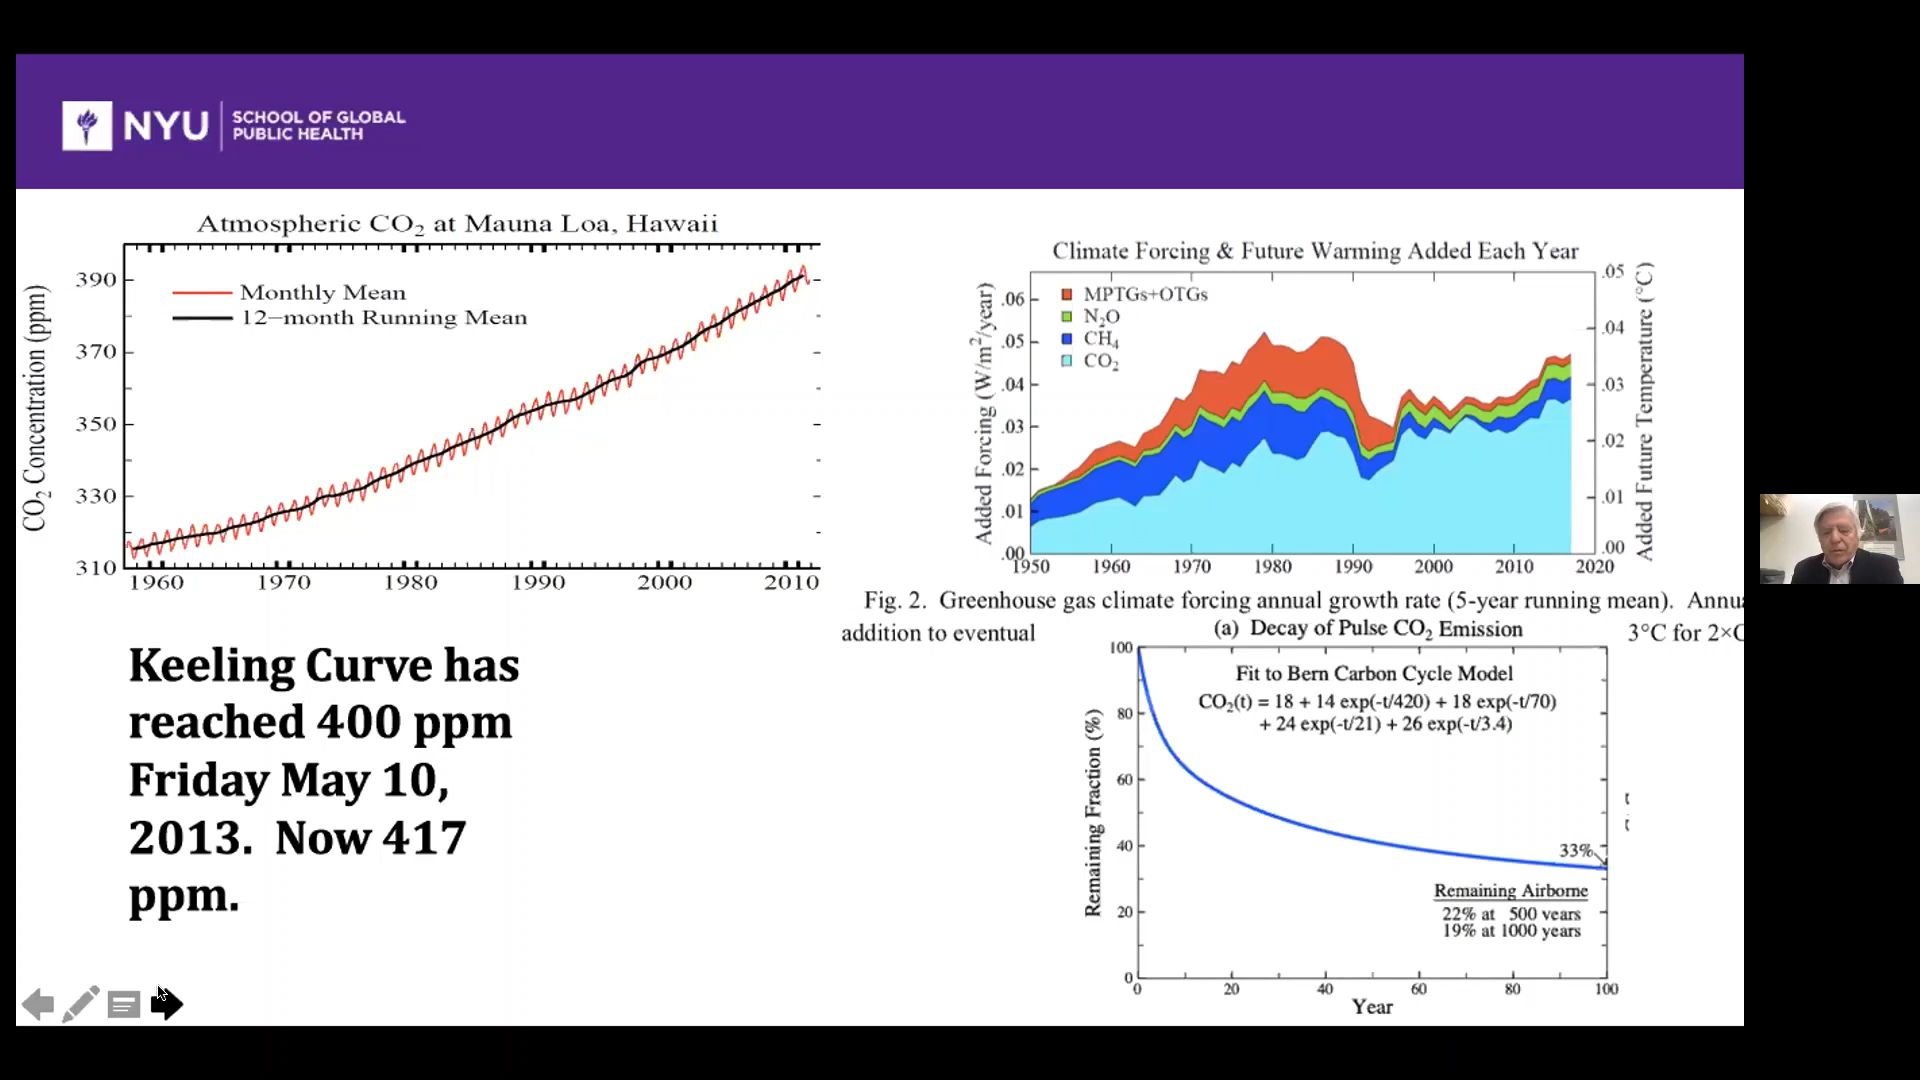 NYU
SCHOOL OF GLOBAL
PUBLIC HEALTH
Atmospheric CO₂ at Mauna Loa, Hawaii
Monthly Mean
12−month Running Mean
CO₂ Concentration (ppm)
390
370
350
330
310
1960 1970 1980 1990 2000 2010
Keeling Curve has
reached 400 ppm
Friday May 10,
2013. Now 417
ppm.
Climate Forcing & Future Warming Added Each Year
MPTGs+OTGs
N₂O
CH₄
CO₂
Added Forcing (W/m²/year)
.06
.05
.04
.03
.02
.01
.00
Added Future Temperature (°C)
.05
.04
.03
.02
.01
.00
1950 1960 1970 1980 1990 2000 2010 2020
Fig. 2. Greenhouse gas climate forcing annual growth rate (5-year running mean). Annu
addition to eventual
3°C for 2×C
(a) Decay of Pulse CO₂ Emission
Fit to Bern Carbon Cycle Model
CO₂(t) = 18 + 14 exp(-t/420) + 18 exp(-t/70)
+ 24 exp(-t/21) + 26 exp(-t/3.4)
Remaining Fraction (%)
100
80
60
40
20
0
33%
Remaining Airborne
22% at 500 years
19% at 1000 years
0 20 40 60 80 100
Year